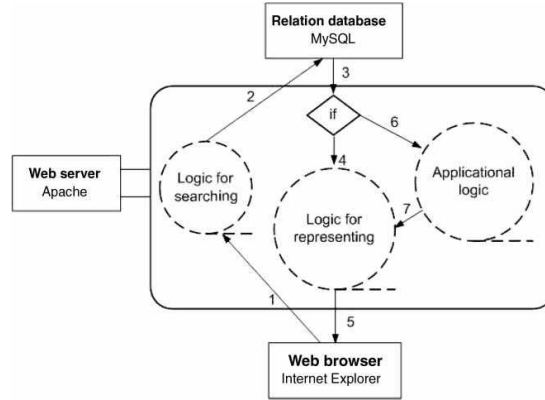 Relation database
MySQL
3
2
if
6
Web server
Apache
Logic for
searching
4
Applicational
logic
Logic for
representing
7
1
5
Web browser
Internet Explorer